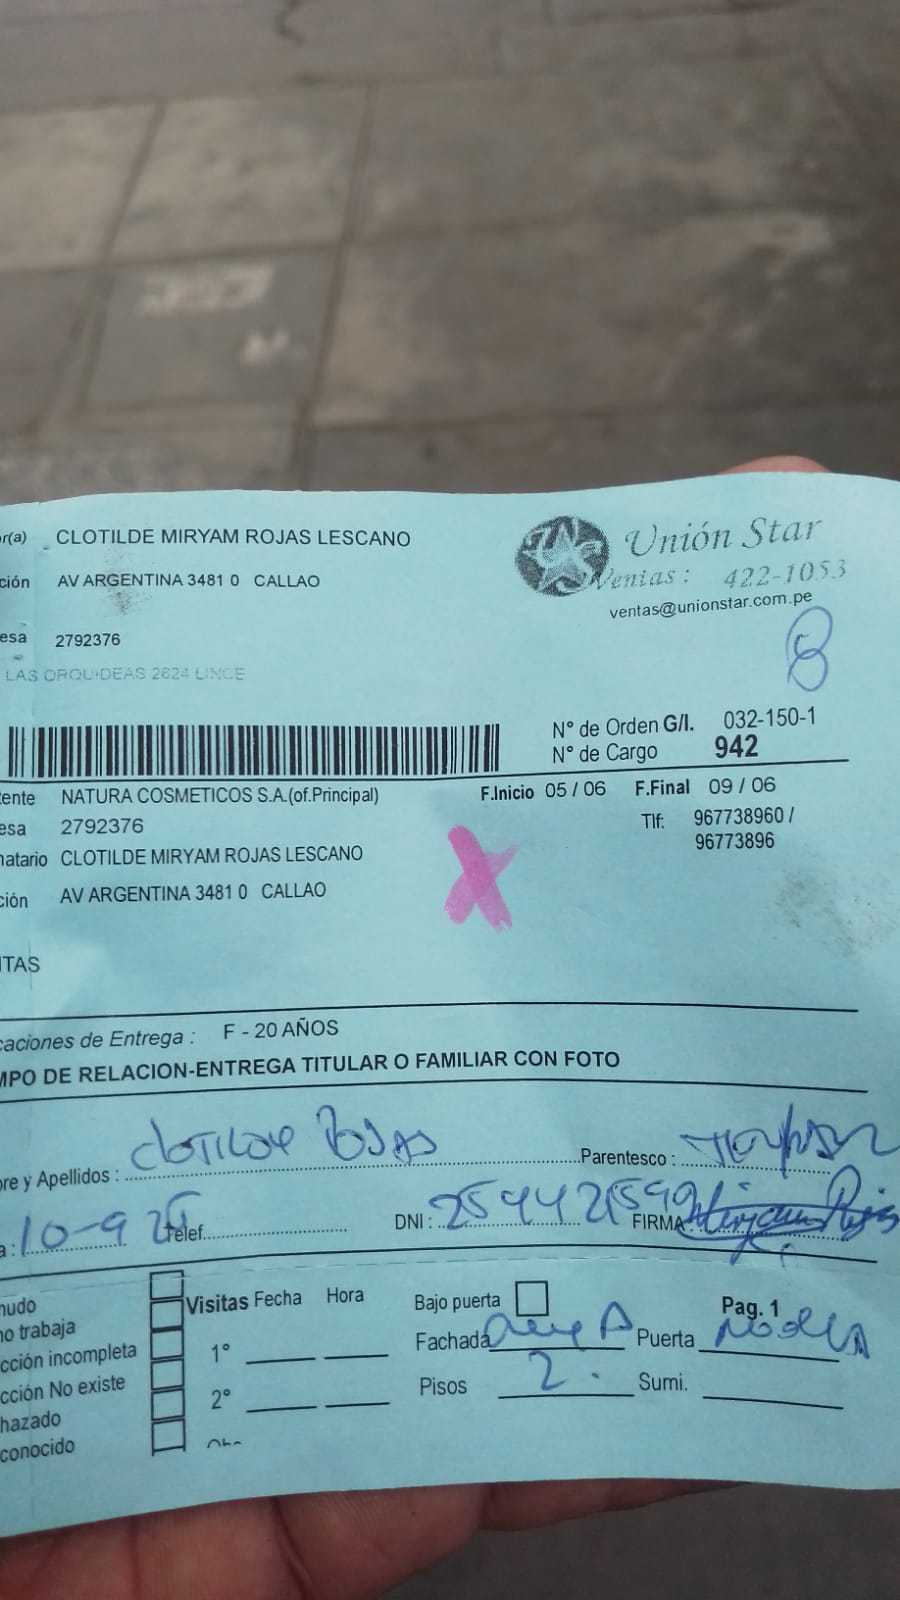 r(a) CLOTILDE MIRYAM ROJAS LESCANO
Unión Star
ción AV ARGENTINA 3481 0 CALLAO
Ventas: 422-1053
ventas@unionstar.com.pe
esa 2792376
LAS ORQUIDEAS 2624 LINCE
8
N° de Orden G/I. 032-150-1
N° de Cargo 942
ente NATURA COSMETICOS S.A.(of.Principal)
F.Inicio 05 / 06 F.Final 09 / 06
esa 2792376
Tlf: 967738960 /
96773896
natario CLOTILDE MIRYAM ROJAS LESCANO
ción AV ARGENTINA 3481 0 CALLAO
X
ITAS
caciones de Entrega : F - 20 AÑOS
MPO DE RELACION-ENTREGA TITULAR O FAMILIAR CON FOTO
re y Apellidos : Clotilde Rojas Parentesco :
a : 10-9 Telef. DNI : FIRMA
nudo
no trabaja
cción incompleta
cción No existe
hazado
conocido
Visitas Fecha Hora
1°
2°
Bajo puerta
Pag. 1
Fachada Puerta
Pisos 2. Sumi.